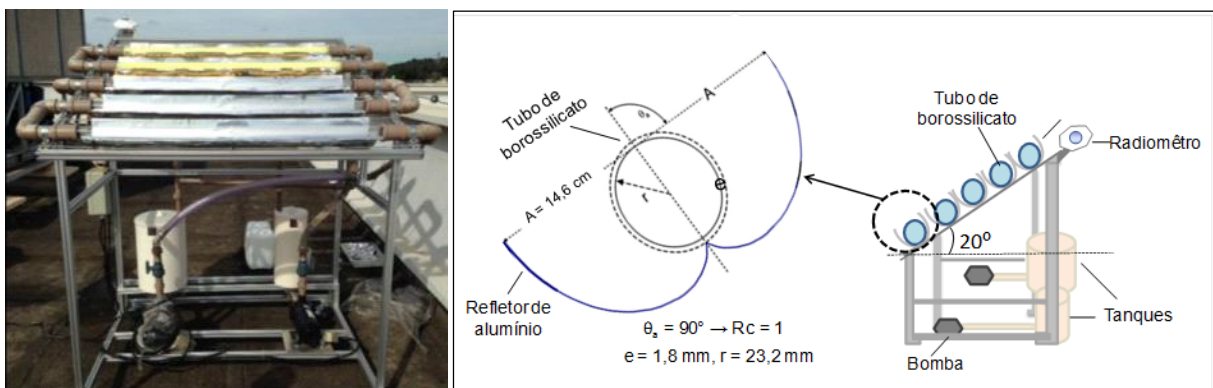 Tubo de
borossilicato
A
θₐ
A = 14,6 cm
r
e
Refletor de
alumínio
θₐ = 90° → Rc = 1
e = 1,8 mm, r = 23,2 mm
Tubo de
borossilicato
Radiomêtro
20⁰
Tanques
Bomba